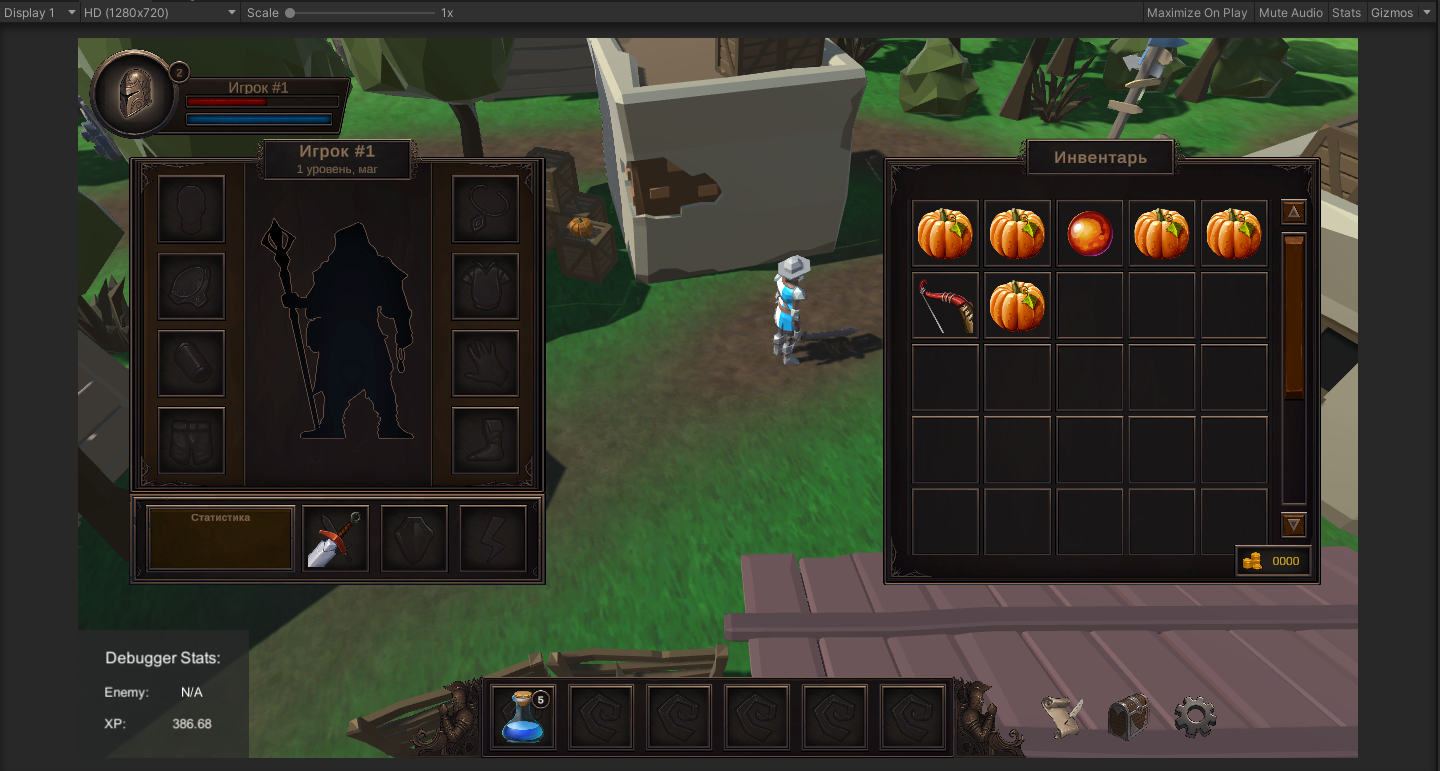 Display 1 HD (1280x720) Scale 1x Maximize On Play Mute Audio Stats Gizmos
2
Игрок #1
Игрок #1
1 уровень, маг
Инвентарь
Статистика
0000
Debugger Stats:
Enemy: N/A
XP: 386.68
5